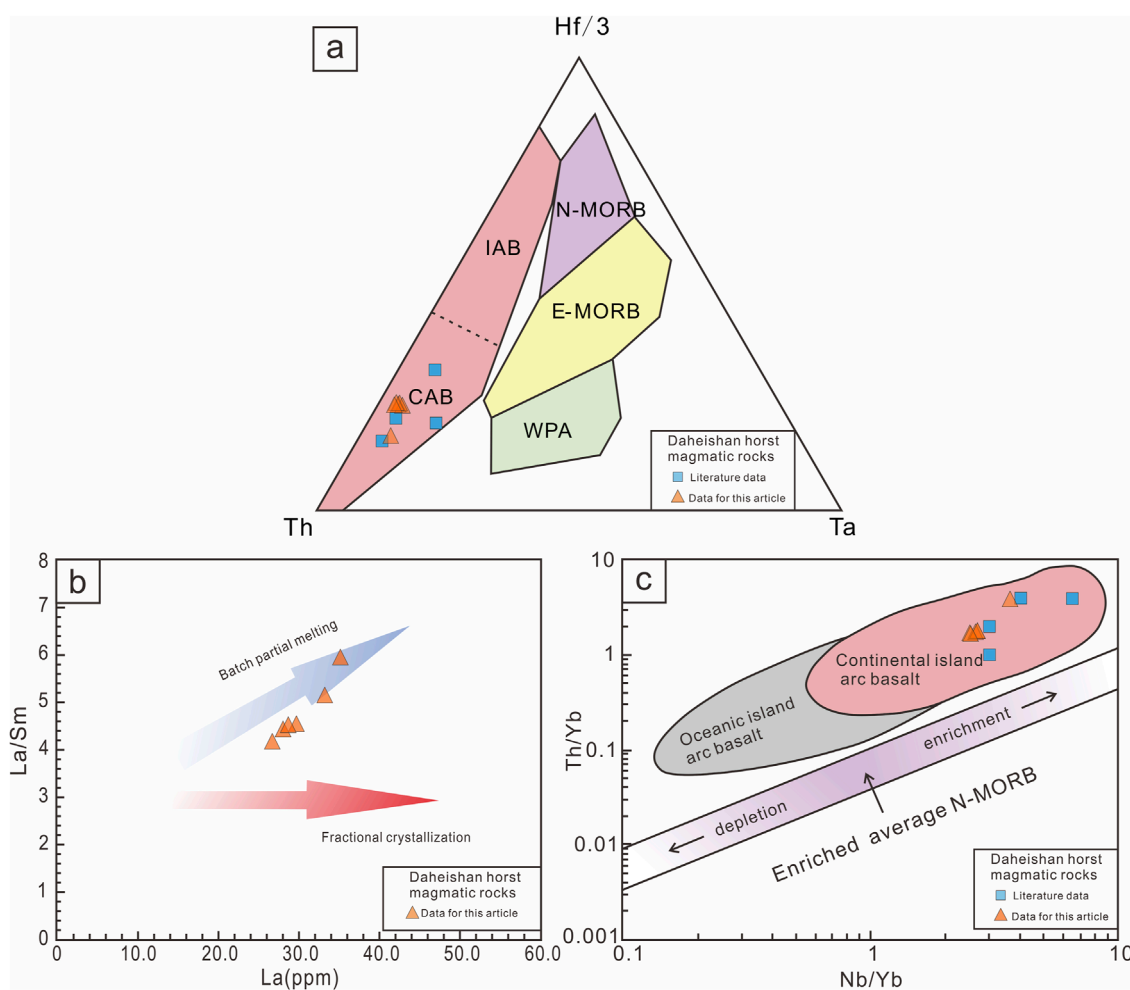 Hf/3
a
N-MORB
IAB
E-MORB
CAB
WPA
Daheishan horst
magmatic rocks
Literature data
Data for this article
Th
Ta
b
8
7
6
5
4
3
2
1
0
La/Sm
Batch partial melting
Fractional crystallization
Daheishan horst
magmatic rocks
Data for this article
0.0
10.0
20.0
30.0
40.0
50.0
60.0
La(ppm)
c
10
1
0.1
0.01
0.001
Th/Yb
Continental island
arc basalt
Oceanic island
arc basalt
enrichment
depletion
Enriched average N-MORB
Daheishan horst
magmatic rocks
Literature data
Data for this article
0.1
1
10
Nb/Yb